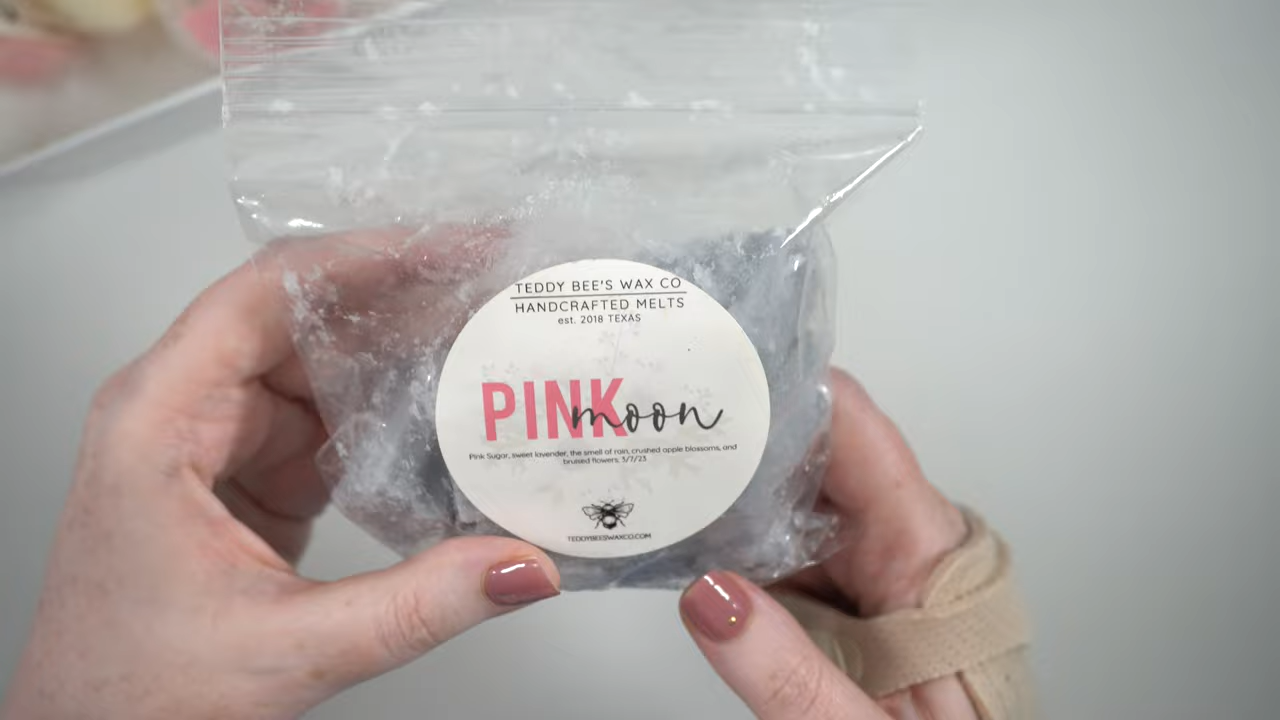 TEDDY BEE'S WAX CO
HANDCRAFTED MELTS
est. 2018 TEXAS
PINK moon
Pink Sugar, sweet lavender, the smell of rain, crushed apple blossoms, and
bruised flowers, 3/7/23
TEDDYBEESWAXCO.COM